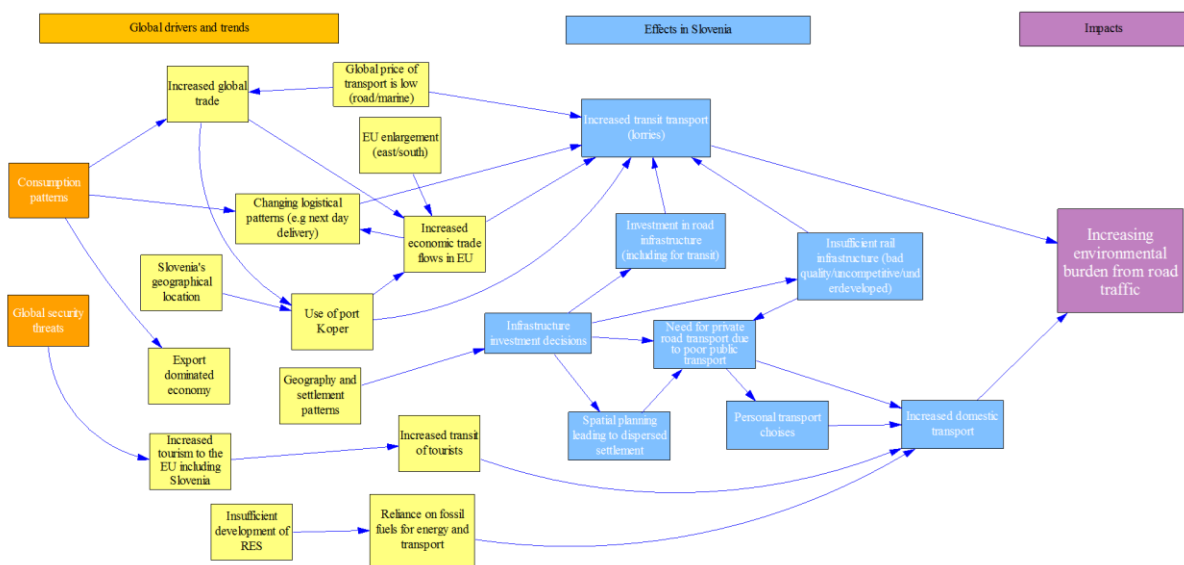 Global drivers and trends
Effects in Slovenia
Impacts
Increased global
trade
Global price of
transport is low
(road/marine)
Increased transit transport
(lorries)
EU enlargement
(east/south)
Consumption
patterns
Changing logistical
patterns (e.g next day
delivery)
Increased
economic trade
flows in EU
Investment in road
infrastructure
(including for transit)
Insufficient rail
infrastructure (bad
quality/uncompetitive/und
erdeveloped)
Increasing
environmental
burden from road
traffic
Slovenia's
geographical
location
Global security
threats
Use of port
Koper
Infrastructure
investment decisions
Need for private
road transport due
to poor public
transport
Export
dominated
economy
Geography and
settlement
patterns
Spatial planning
leading to dispersed
settlement
Personal transport
choises
Increased domestic
transport
Increased
tourism to the
EU including
Slovenia
Increased transit
of tourists
Insufficient
development of
RES
Reliance on fossil
fuels for energy and
transport